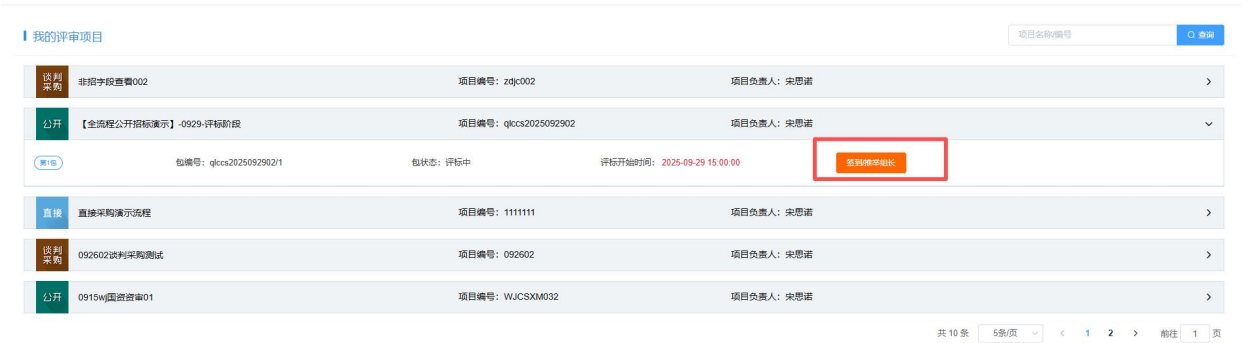 我的评审项目
项目名称/编号
查询
谈判采购 非招字段查看002 项目编号：zdjc002 项目负责人：宋思诺
公开 【全流程公开招标演示】-0929-评标阶段 项目编号：qlccs2025092902 项目负责人：宋思诺
第1包 包编号：qlccs2025092902/1 包状态：评标中 评标开始时间：2025-09-29 15:00:00 签到/推举组长
直接 直接采购演示流程 项目编号：1111111 项目负责人：宋思诺
谈判采购 092602谈判采购测试 项目编号：092602 项目负责人：宋思诺
公开 0915wj国资资审01 项目编号：WJCSXM032 项目负责人：宋思诺
共 10 条 5条/页 1 2 前往 1 页